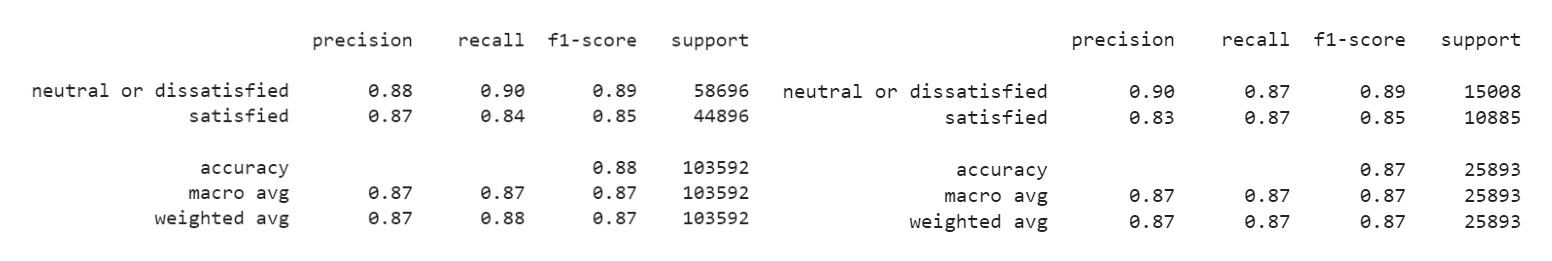 precision recall f1-score support
neutral or dissatisfied 0.88 0.90 0.89 58696
satisfied 0.87 0.84 0.85 44896
accuracy 0.88 103592
macro avg 0.87 0.87 0.87 103592
weighted avg 0.87 0.88 0.87 103592
precision recall f1-score support
neutral or dissatisfied 0.90 0.87 0.89 15008
satisfied 0.83 0.87 0.85 10885
accuracy 0.87 25893
macro avg 0.87 0.87 0.87 25893
weighted avg 0.87 0.87 0.87 25893